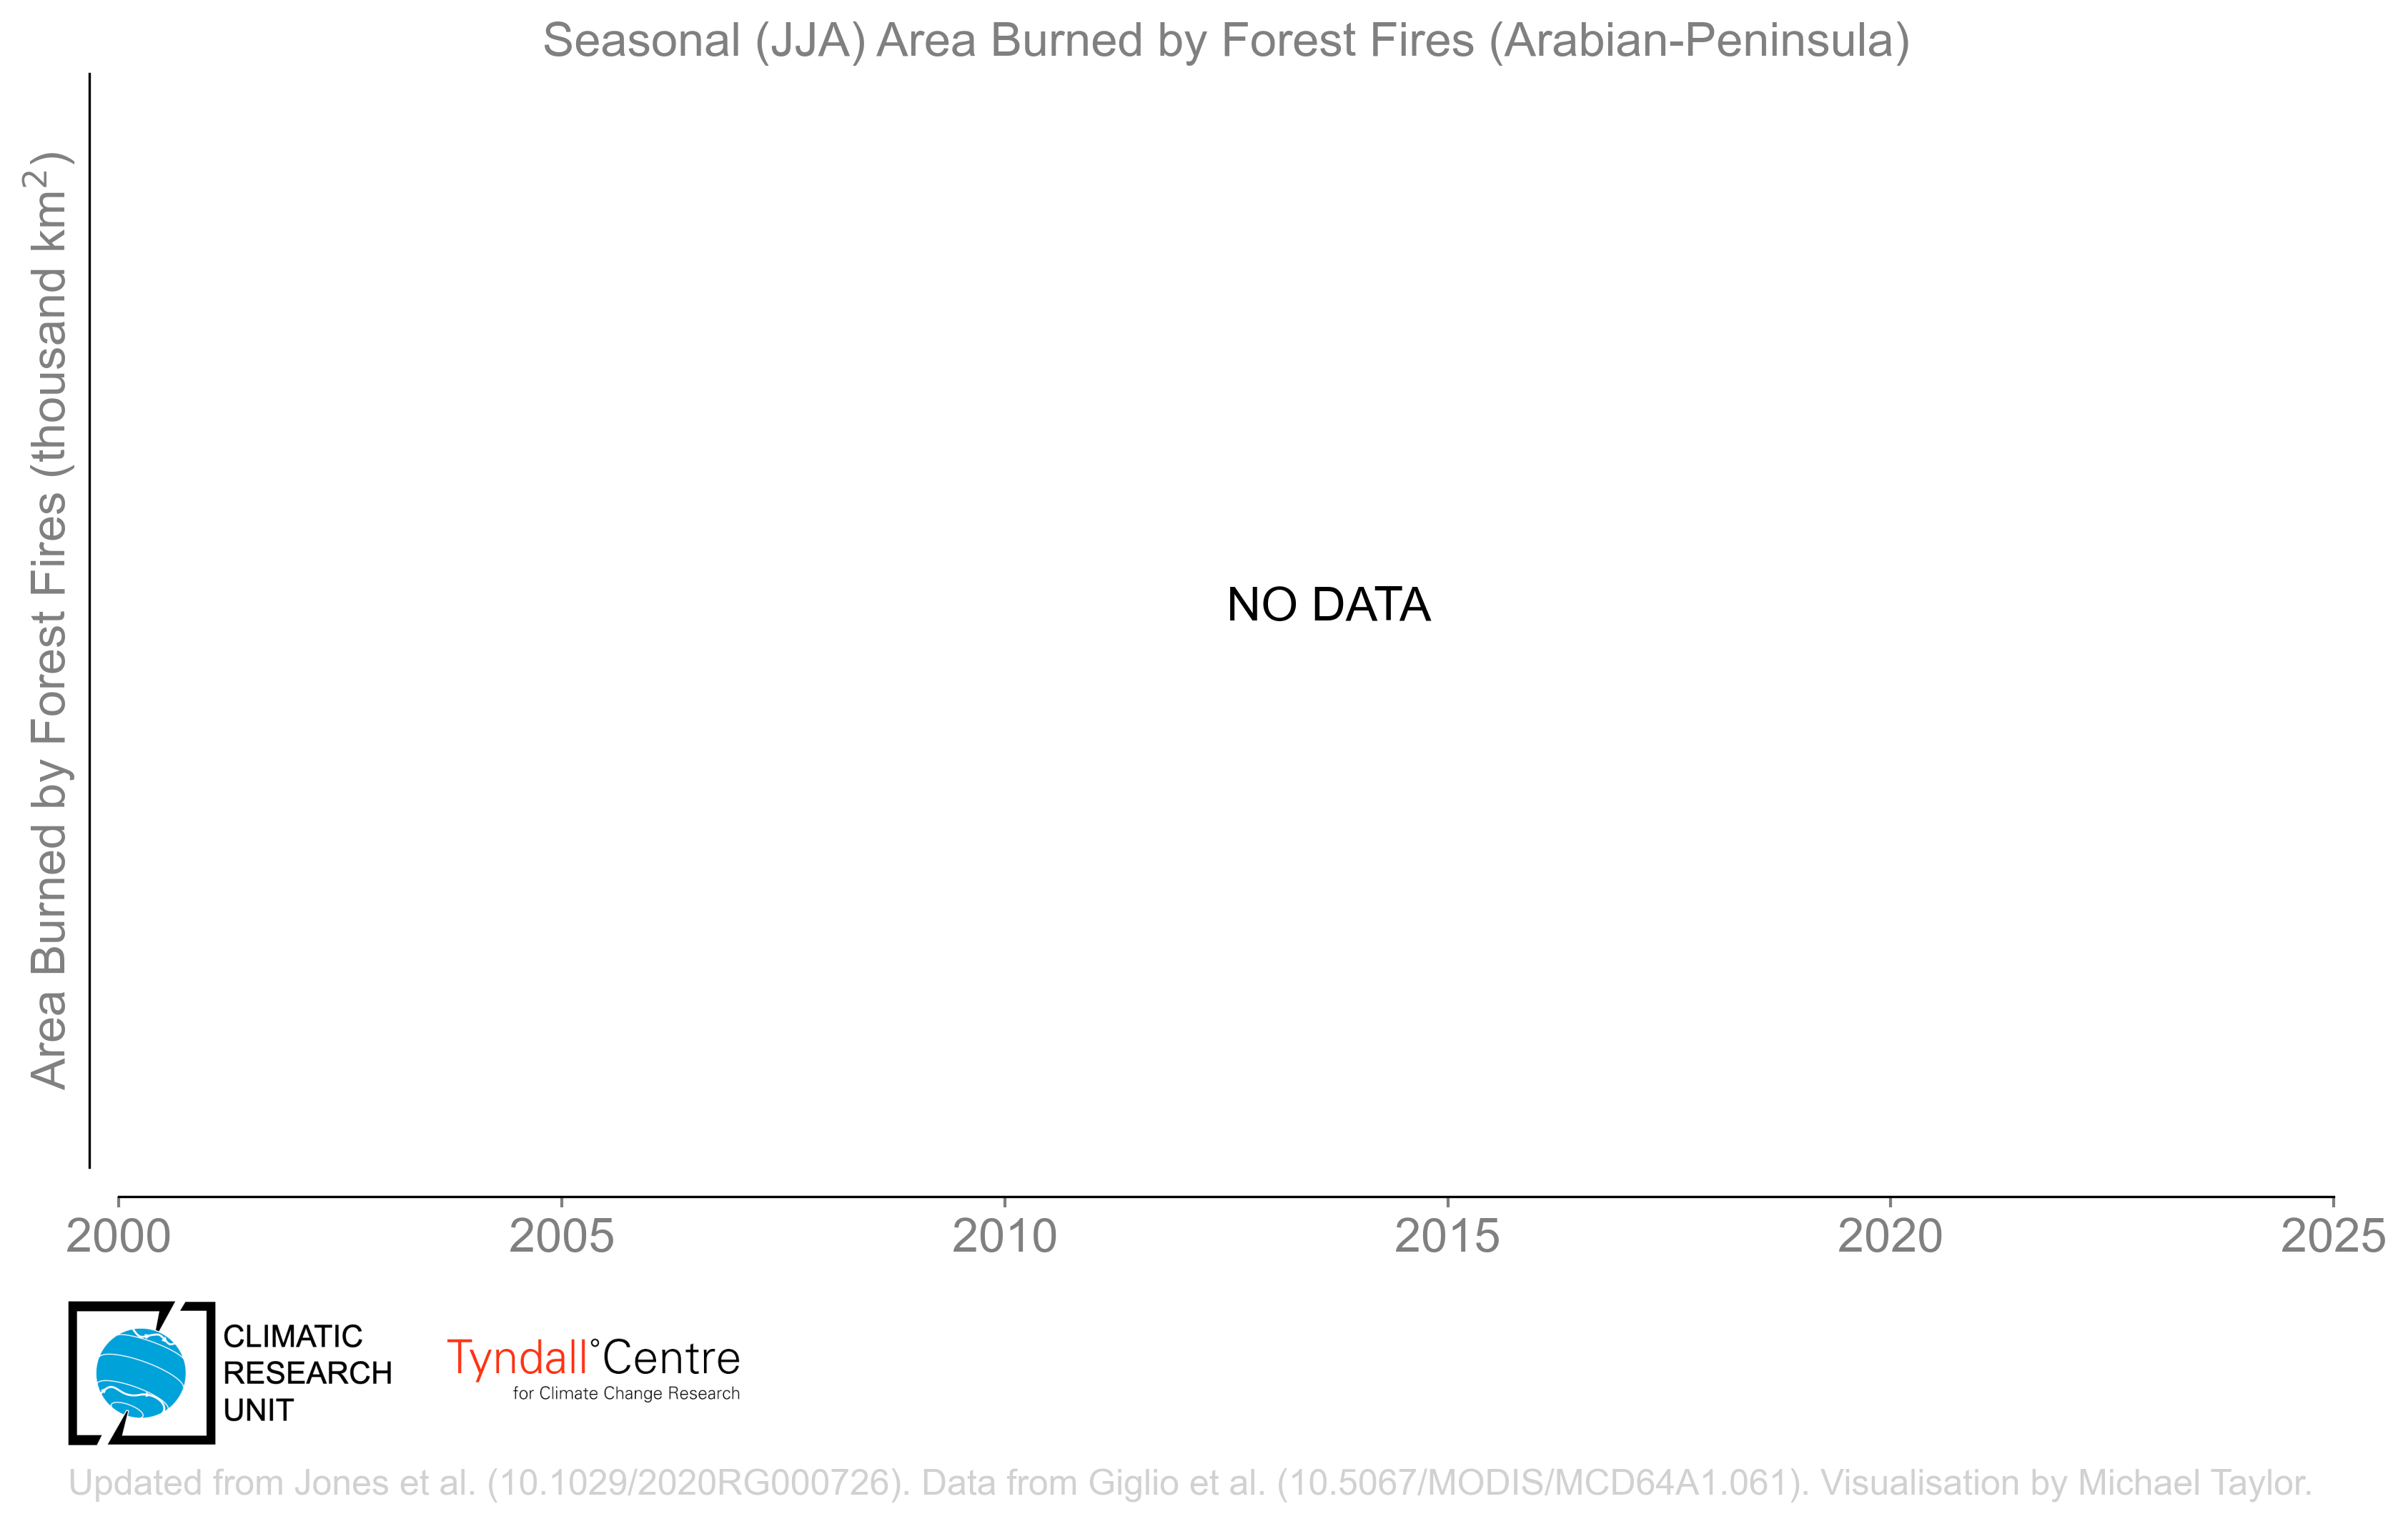 Seasonal (JJA) Area Burned by Forest Fires (Arabian-Peninsula)
Area Burned by Forest Fires (thousand km²)
NO DATA
2000 2005 2010 2015 2020 2025
CLIMATIC
RESEARCH
UNIT
Tyndall°Centre
for Climate Change Research
Updated from Jones et al. (10.1029/2020RG000726). Data from Giglio et al. (10.5067/MODIS/MCD64A1.061). Visualisation by Michael Taylor.